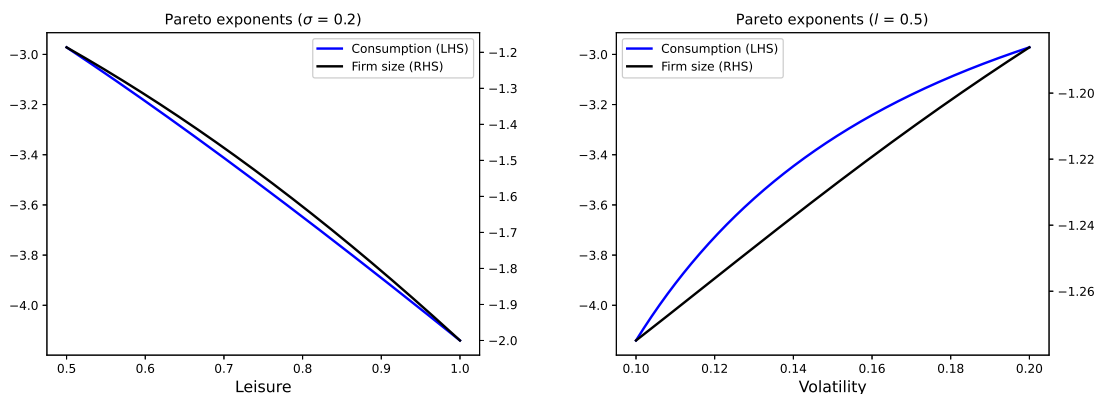 Pareto exponents (σ = 0.2)
Consumption (LHS)
Firm size (RHS)
−3.0
−3.2
−3.4
−3.6
−3.8
−4.0
−1.2
−1.3
−1.4
−1.5
−1.6
−1.7
−1.8
−1.9
−2.0
0.5 0.6 0.7 0.8 0.9 1.0
Leisure
Pareto exponents (l = 0.5)
Consumption (LHS)
Firm size (RHS)
−3.0
−3.2
−3.4
−3.6
−3.8
−4.0
−1.20
−1.22
−1.24
−1.26
0.10 0.12 0.14 0.16 0.18 0.20
Volatility